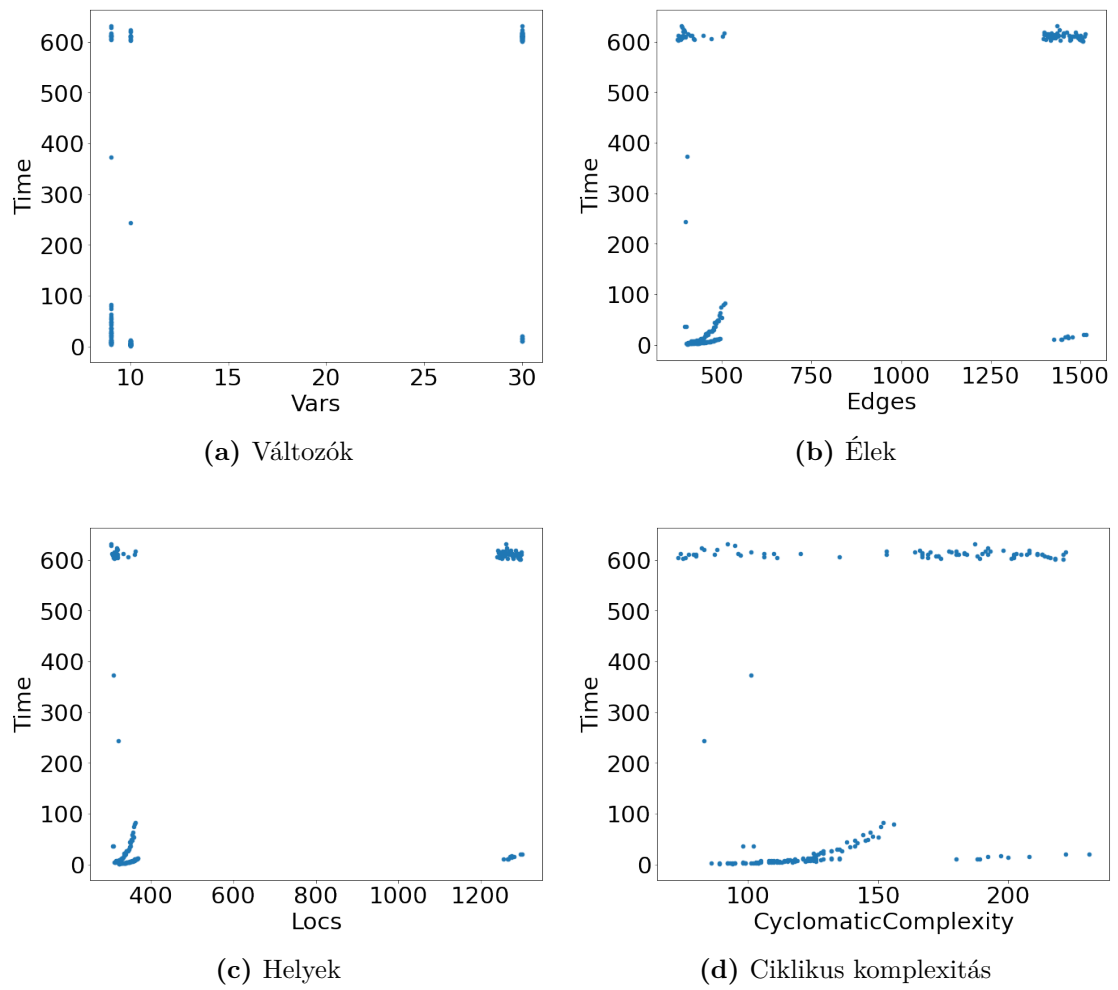 600
500
400
300
200
100
0
Time
10 15 20 25 30
Vars
(a) Változók
600
500
400
300
200
100
0
Time
500 750 1000 1250 1500
Edges
(b) Élek
600
500
400
300
200
100
0
Time
400 600 800 1000 1200
Locs
(c) Helyek
600
500
400
300
200
100
0
Time
100 150 200
CyclomaticComplexity
(d) Ciklikus komplexitás